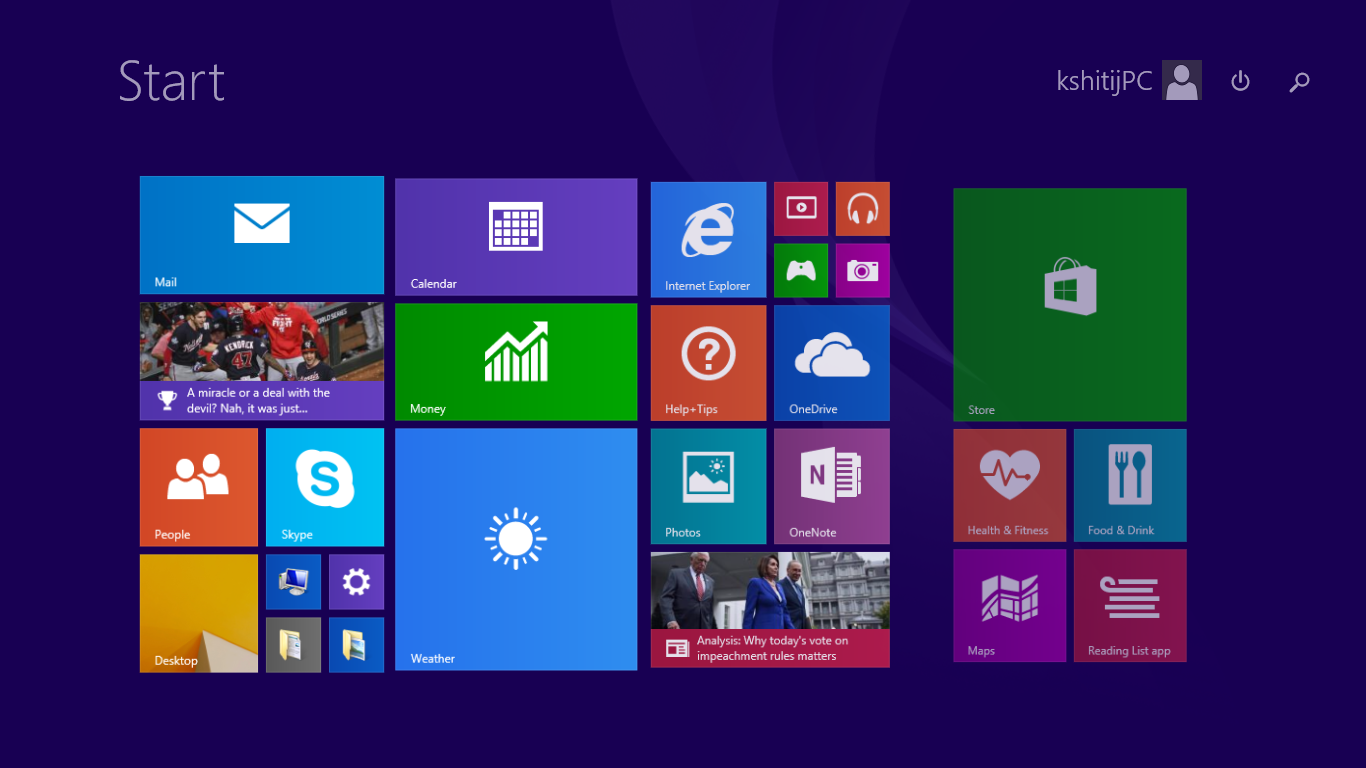 Start
kshitijPC
Mail
Calendar
Internet Explorer
KENDRICK
47
A miracle or a deal with the
devil? Nah, it was just...
Money
Help+Tips
OneDrive
Store
People
Skype
S
Photos
N
OneNote
Health & Fitness
Food & Drink
Desktop
Weather
Analysis: Why today's vote on
impeachment rules matters
Maps
Reading List app